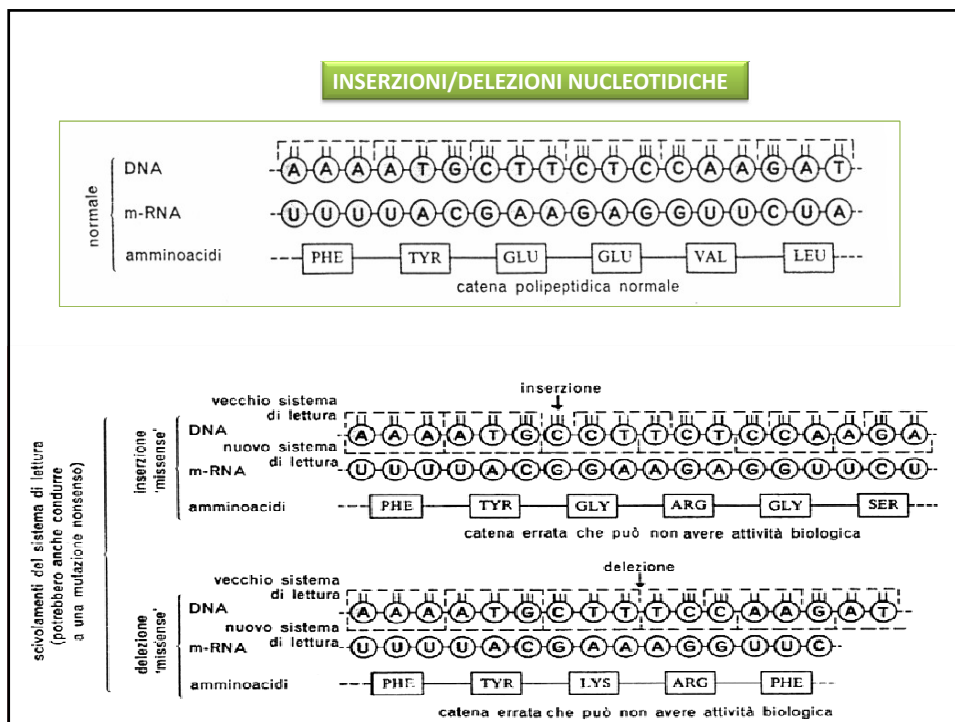 INSERZIONI/DELEZIONI NUCLEOTIDICHE
normale
DNA
A A A A T G C T T C T C C A A G A T
m-RNA
U U U U A C G A A G A G G U U C U A
amminoacidi
PHE TYR GLU GLU VAL LEU
catena polipeptidica normale
scivolamenti del sistema di lettura
(potrebbero anche condurre
a una mutazione nonsenso)
inserzione
'missense'
inserzione
vecchio sistema
di lettura
DNA
A A A A T G C C T T C T C C A A G A
nuovo sistema
di lettura
m-RNA
U U U U A C G G A A G A G G U U C U
amminoacidi
PHE TYR GLY ARG GLY SER
catena errata che può non avere attività biologica
delezione
'missense'
delezione
vecchio sistema
di lettura
DNA
A A A A T G C T T T C C A A G A T
nuovo sistema
di lettura
m-RNA
U U U U A C G A A A G G U U C
amminoacidi
PHE TYR LYS ARG PHE
catena errata che può non avere attività biologica